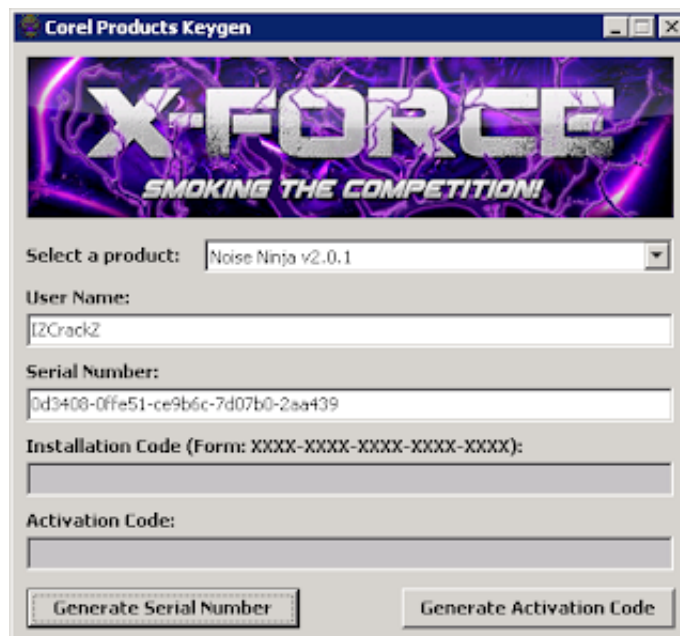 Corel Products Keygen
X-FORCE
SMOKING THE COMPETITION!
Select a product: Noise Ninja v2.0.1
User Name:
I2CrackZ
Serial Number:
0d3408-0ffe51-ce9b6c-7d07b0-2aa439
Installation Code (Form: XXXX-XXXX-XXXX-XXXX-XXXX):
Activation Code:
Generate Serial Number Generate Activation Code